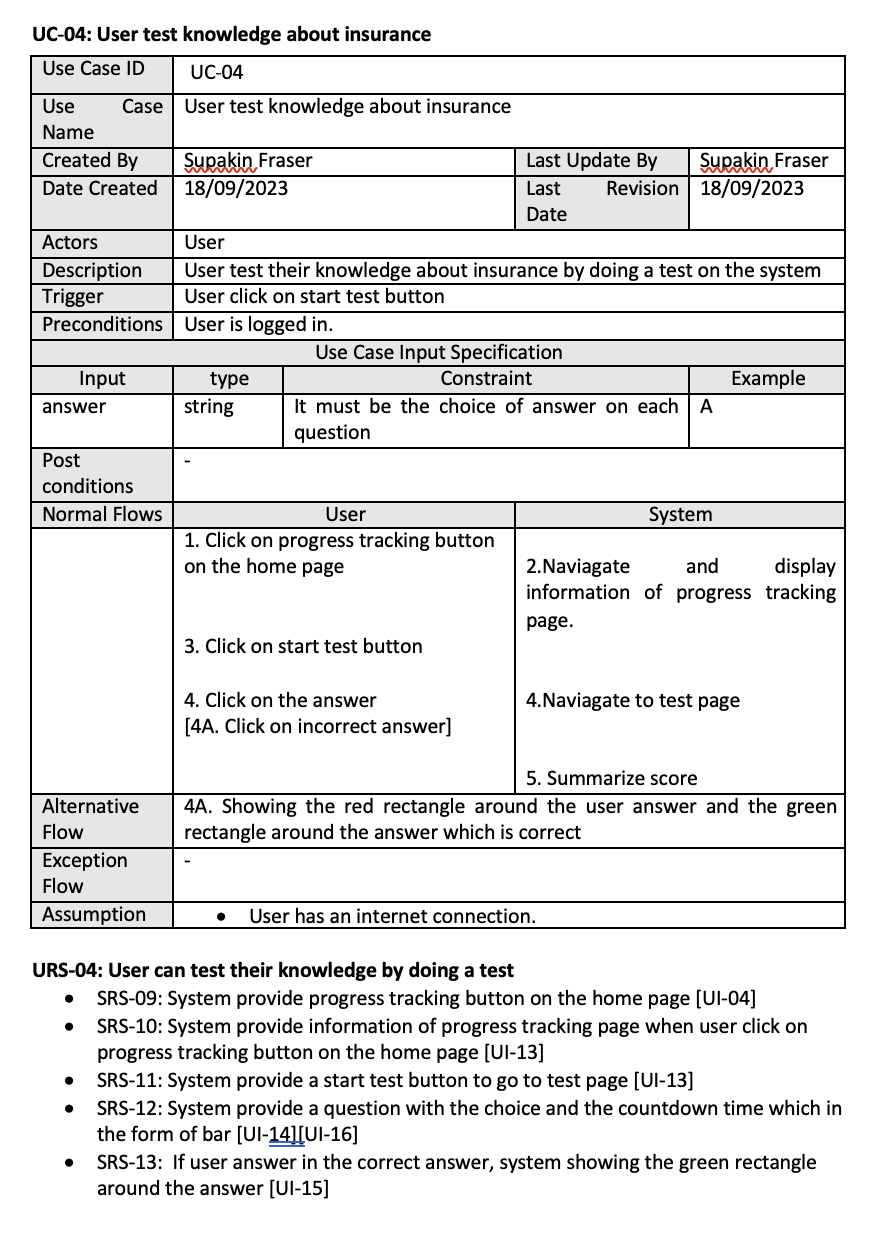 UC-04: User test knowledge about insurance
Use Case ID
UC-04
Use Case
Name
User test knowledge about insurance
Created By
Supakin Fraser
Last Update By
Supakin Fraser
Date Created
18/09/2023
Last Revision
Date
18/09/2023
Actors
User
Description
User test their knowledge about insurance by doing a test on the system
Trigger
User click on start test button
Preconditions
User is logged in.
Use Case Input Specification
Input
type
Constraint
Example
answer
string
It must be the choice of answer on each
question
A
Post
conditions
-
Normal Flows
User
System
1. Click on progress tracking button
on the home page
2.Naviagate and display
information of progress tracking
page.
3. Click on start test button
4. Click on the answer
[4A. Click on incorrect answer]
4.Naviagate to test page
5. Summarize score
Alternative
Flow
4A. Showing the red rectangle around the user answer and the green
rectangle around the answer which is correct
Exception
Flow
-
Assumption
• User has an internet connection.
URS-04: User can test their knowledge by doing a test
• SRS-09: System provide progress tracking button on the home page [UI-04]
• SRS-10: System provide information of progress tracking page when user click on
progress tracking button on the home page [UI-13]
• SRS-11: System provide a start test button to go to test page [UI-13]
• SRS-12: System provide a question with the choice and the countdown time which in
the form of bar [UI-14][UI-16]
• SRS-13: If user answer in the correct answer, system showing the green rectangle
around the answer [UI-15]